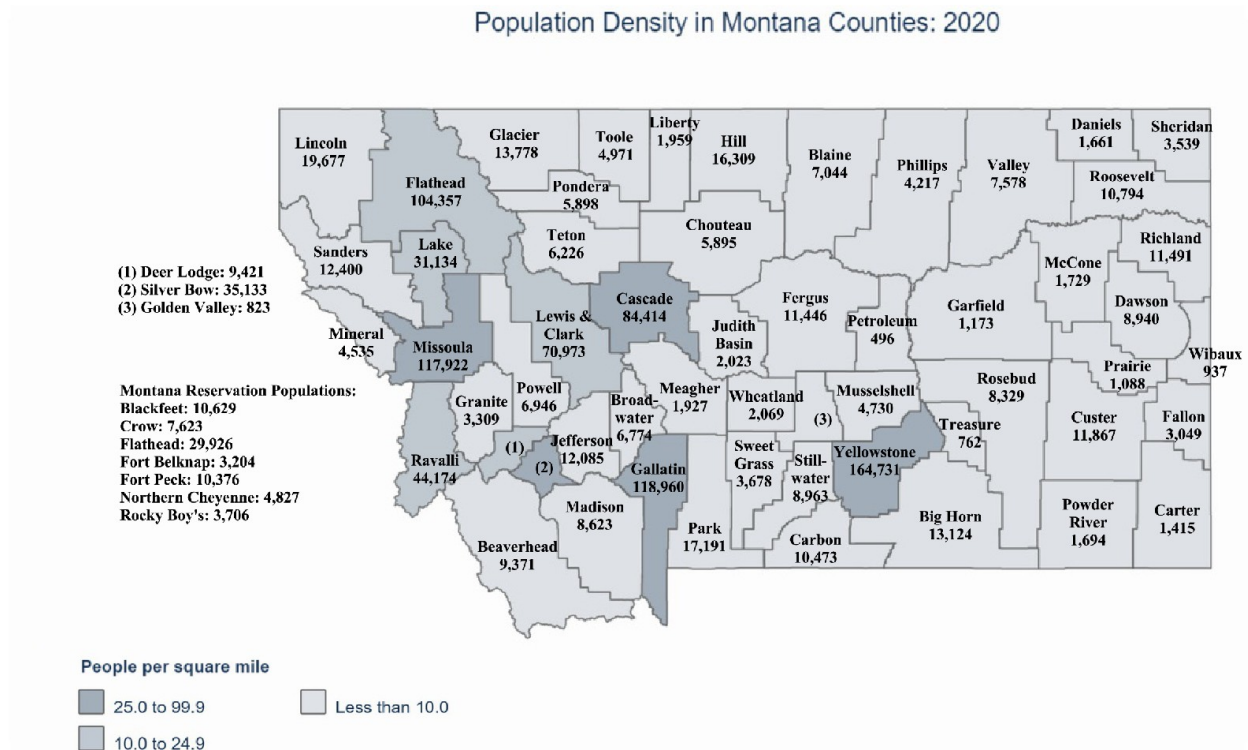 Population Density in Montana Counties: 2020
Lincoln
19,677
Flathead
104,357
Glacier
13,778
Toole
4,971
Liberty
1,959
Hill
16,309
Blaine
7,044
Phillips
4,217
Valley
7,578
Daniels
1,661
Sheridan
3,539
Roosevelt
10,794
Pondera
5,898
Teton
6,226
Chouteau
5,895
Sanders
12,400
Lake
31,134
Richland
11,491
McCone
1,729
Dawson
8,940
Garfield
1,173
(1) Deer Lodge: 9,421
(2) Silver Bow: 35,133
(3) Golden Valley: 823
Mineral
4,535
Missoula
117,922
Lewis &
Clark
70,973
Cascade
84,414
Judith
Basin
2,023
Fergus
11,446
Petroleum
496
Wibaux
937
Prairie
1,088
Montana Reservation Populations:
Blackfeet: 10,629
Crow: 7,623
Flathead: 29,926
Fort Belknap: 3,204
Fort Peck: 10,376
Northern Cheyenne: 4,827
Rocky Boy's: 3,706
Granite
3,309
Powell
6,946
Broad-
water
6,774
Meagher
1,927
Wheatland
2,069
(3)
Musselshell
4,730
Rosebud
8,329
Treasure
762
Custer
11,867
Fallon
3,049
Ravalli
44,174
(1)
(2)
Jefferson
12,085
Gallatin
118,960
Sweet
Grass
3,678
Still-
water
8,963
Yellowstone
164,731
Madison
8,623
Park
17,191
Carbon
10,473
Big Horn
13,124
Powder
River
1,694
Carter
1,415
Beaverhead
9,371
People per square mile
25.0 to 99.9
Less than 10.0
10.0 to 24.9